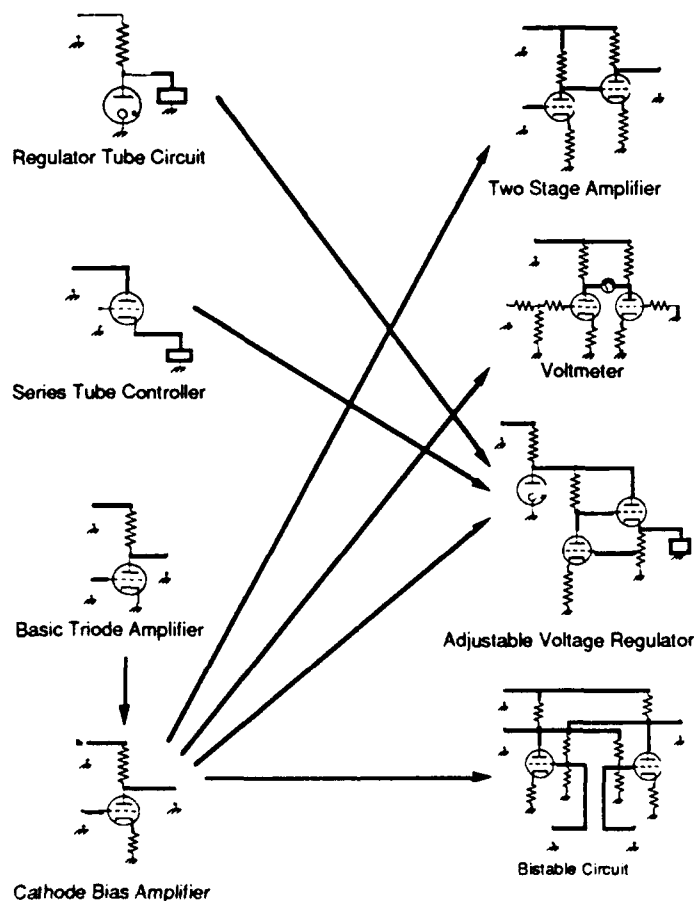 Regulator Tube Circuit
Two Stage Amplifier
Series Tube Controller
Voltmeter
Basic Triode Amplifier
Adjustable Voltage Regulator
Cathode Bias Amplifier
Bistable Circuit